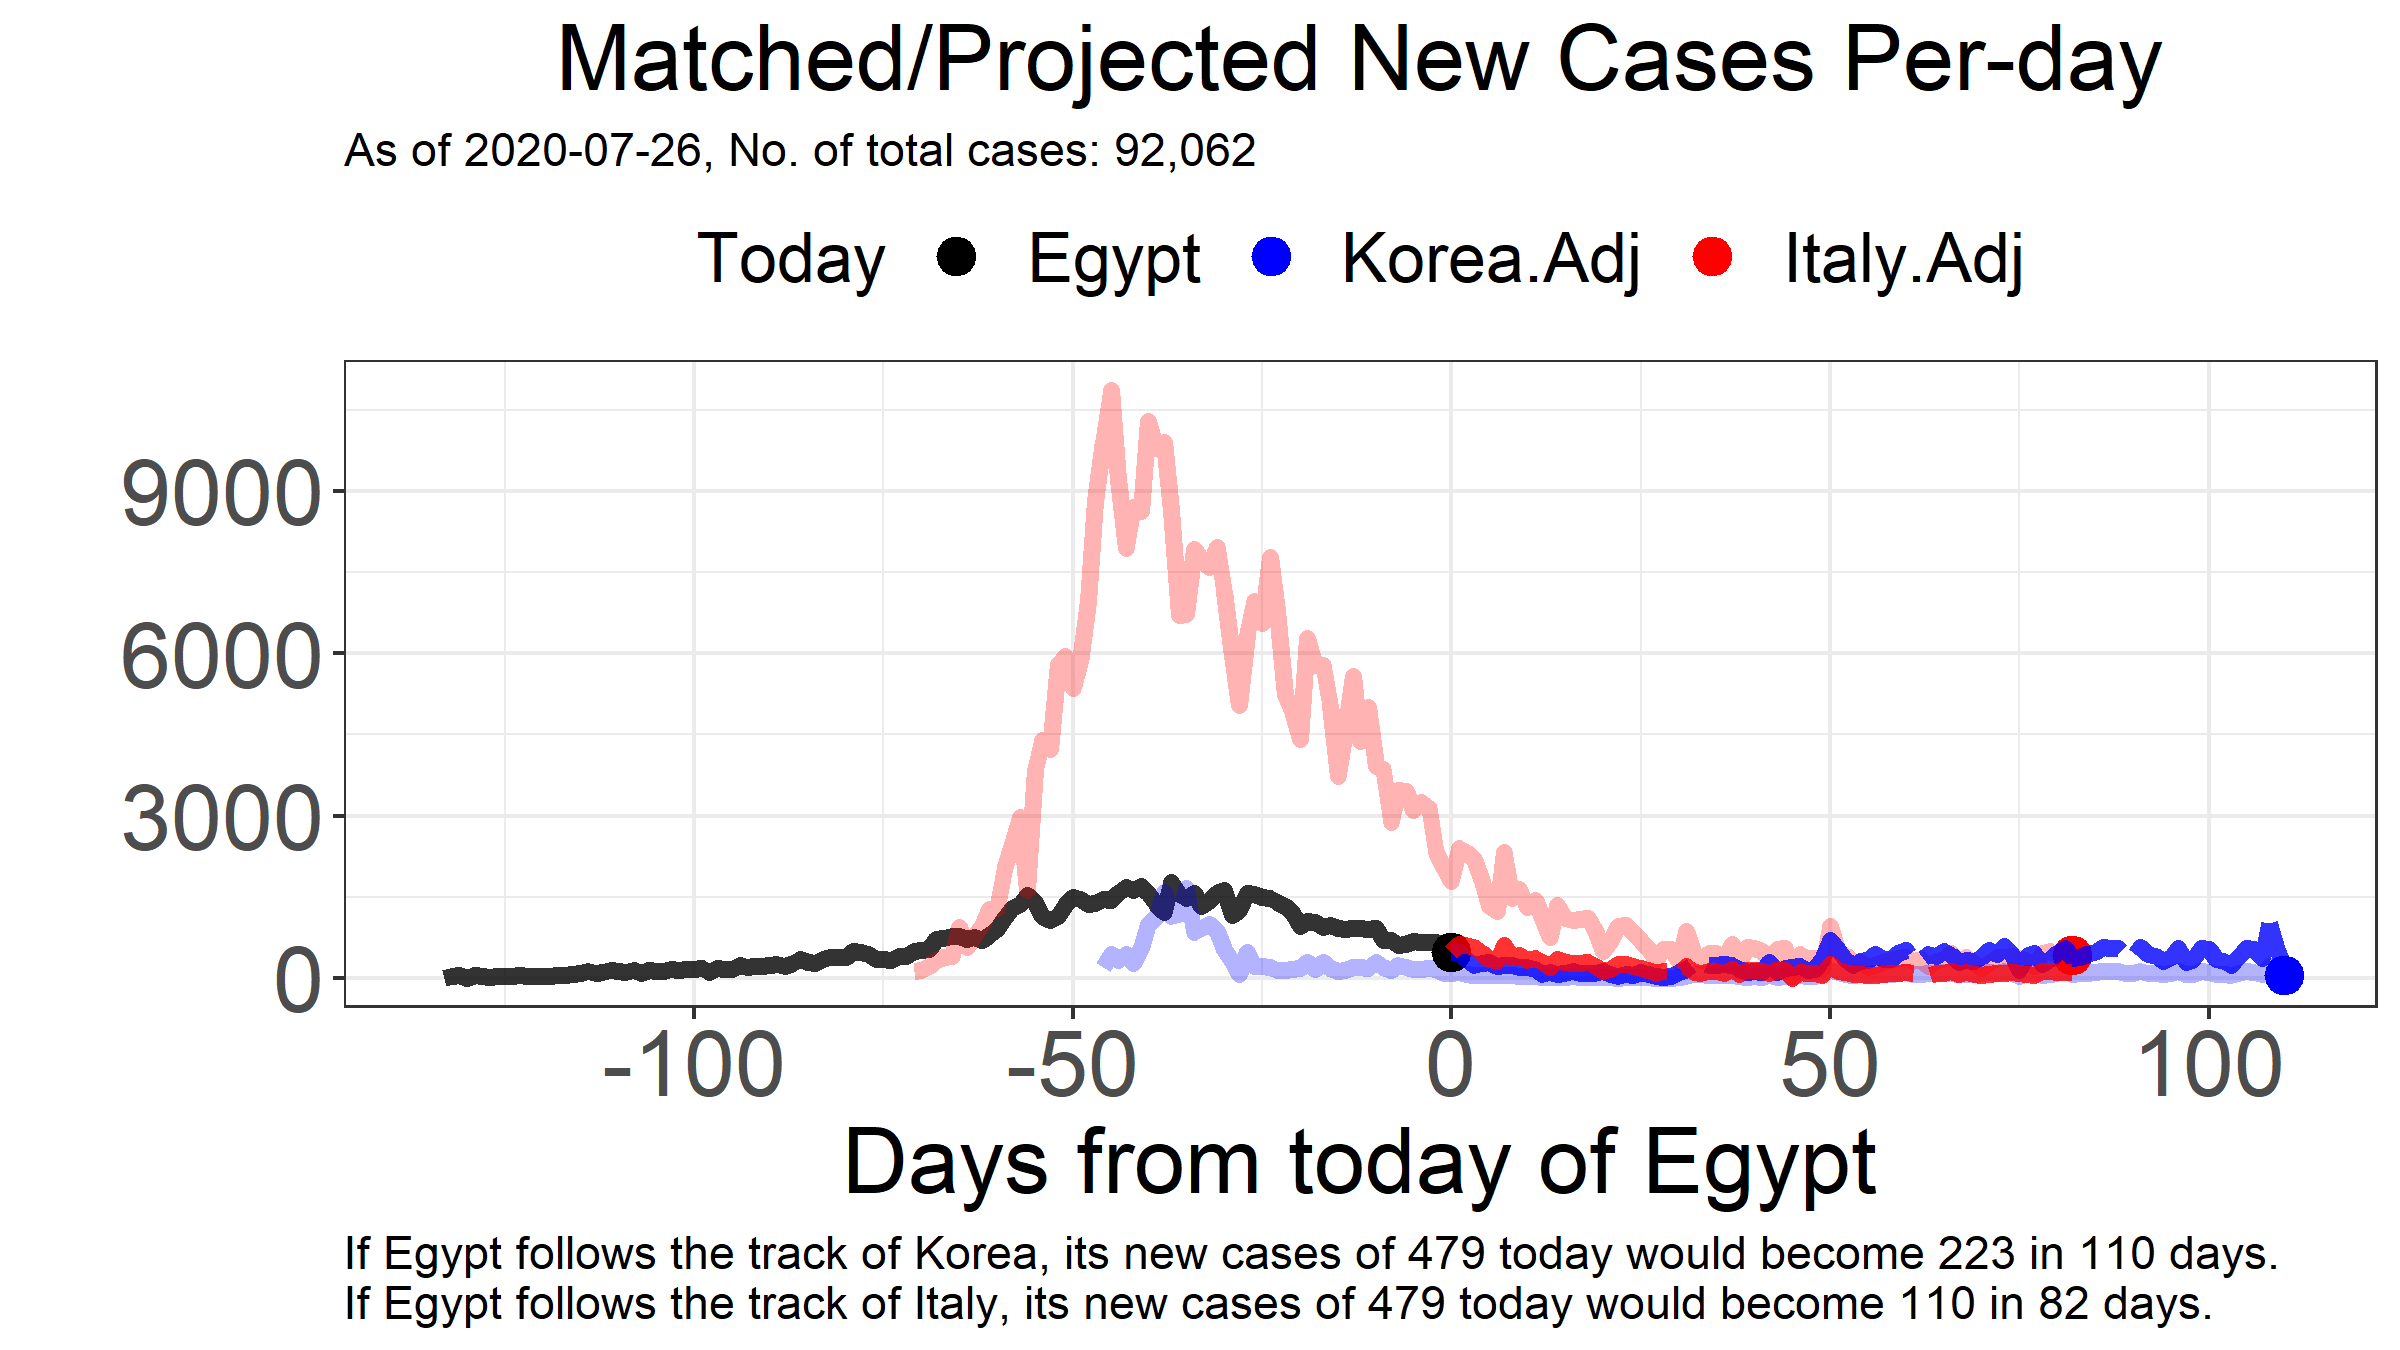 Matched/Projected New Cases Per-day
As of 2020-07-26, No. of total cases: 92,062
Today Egypt Korea.Adj Italy.Adj
9000
6000
3000
0
-100 -50 0 50 100
Days from today of Egypt
If Egypt follows the track of Korea, its new cases of 479 today would become 223 in 110 days.
If Egypt follows the track of Italy, its new cases of 479 today would become 110 in 82 days.